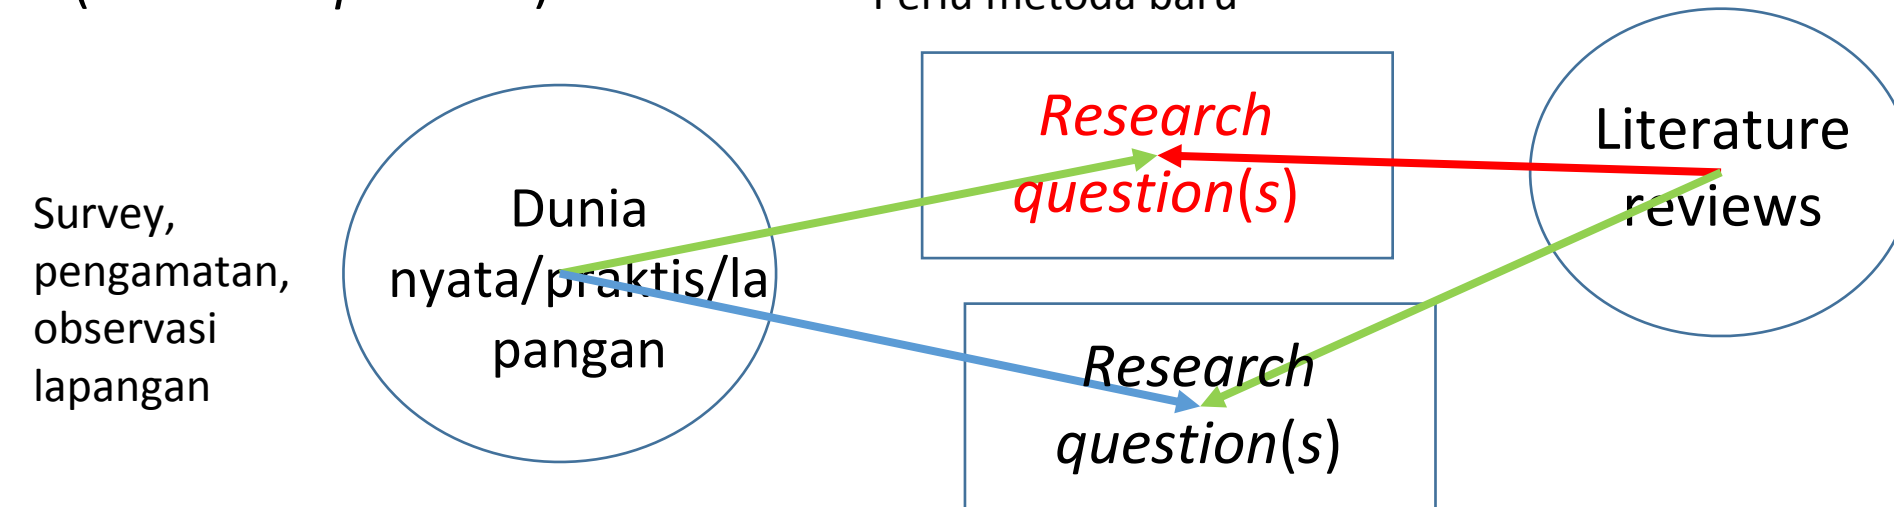 Perlu metoda baru
Research
question(s)
Literature
reviews
Dunia
nyata/praktis/la
pangan
Survey,
pengamatan,
observasi
lapangan
Research
question(s)